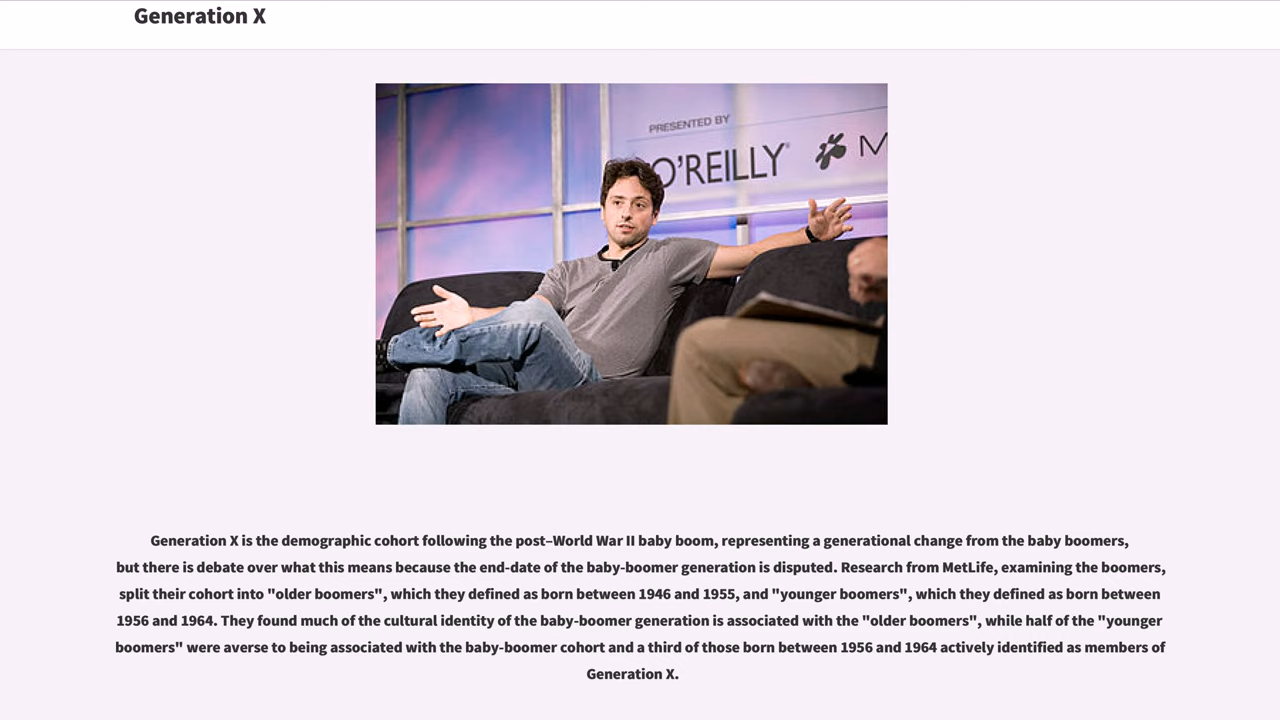 Generation X
PRESENTED BY
O'REILLY
Generation X is the demographic cohort following the post–World War II baby boom, representing a generational change from the baby boomers,
but there is debate over what this means because the end-date of the baby-boomer generation is disputed. Research from MetLife, examining the boomers,
split their cohort into "older boomers", which they defined as born between 1946 and 1955, and "younger boomers", which they defined as born between
1956 and 1964. They found much of the cultural identity of the baby-boomer generation is associated with the "older boomers", while half of the "younger
boomers" were averse to being associated with the baby-boomer cohort and a third of those born between 1956 and 1964 actively identified as members of
Generation X.